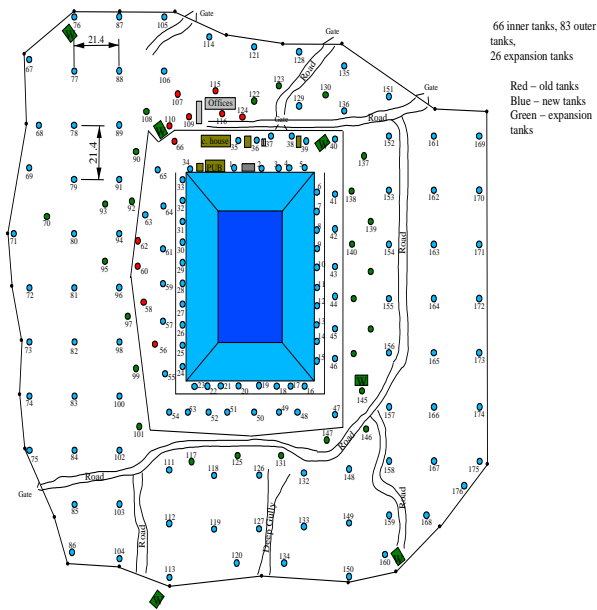 66 inner tanks, 83 outer
tanks,
26 expansion tanks
Red – old tanks
Blue – new tanks
Green – expansion
tanks
76 87 105 Gate
W 21.4 114 121 128 Gate
67 77 88 106 135
115 123 Road
107 Offices 122 130 129 136 151 Gate
108 109 116 124 Gate Road
68 78 89 110 W
66 c. house 35 36 37 38 39 W 40 152 161 169
90 21.4 137
34 PUB 1 2 3 4 5
69 79 91 65 33 6
92 32 7 41 138 153 162 170
70 93 63 64 31 8 139
71 80 94 62 61 30 9 42 140 Road 154 163 171
95 60 29 10 43
28 11
72 81 96 59 27 12 44 155 164 172
97 58 57 26 13 45
73 82 98 56 25 14 156 165 173
99 24 15 46
55 23 22 21 20 19 18 17 16 W 145
74 83 100 54 53 52 51 50 49 48 47 157 166 174
101 147 146
75 84 102 117 125 131 Road
Gate Road 111 118 126 132 148 158 167 175
176
85 103 Road 112 119 127 133 149 159 Road 168
Deep Gully
86 104 120 134 160 W
113 150
W